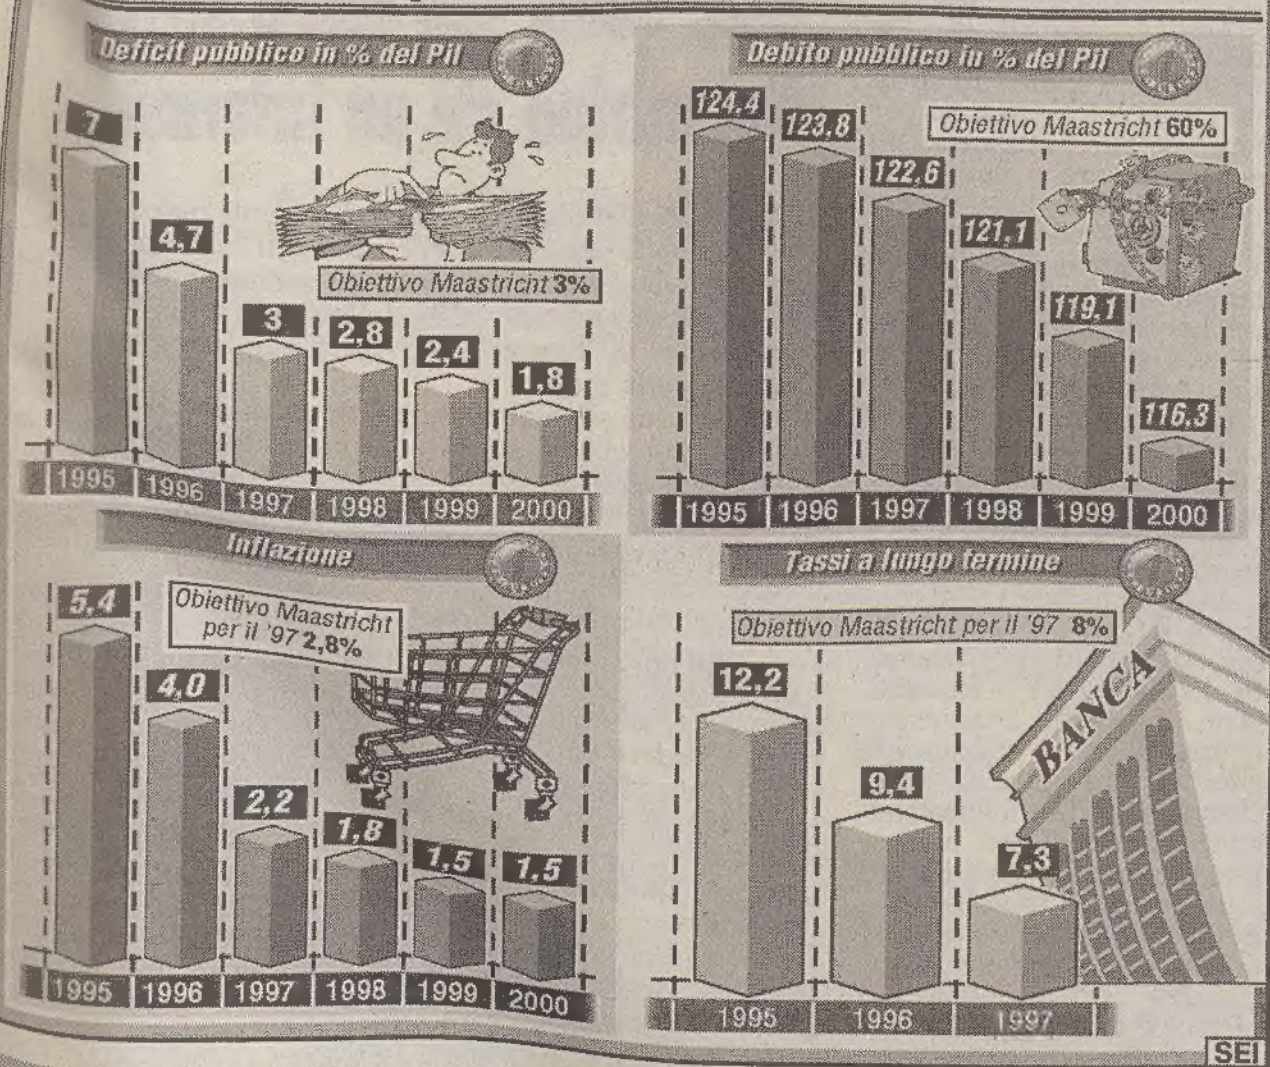 Deficit pubblico in % del Pil
7
4,7
3
2,8
2,4
1,8
Obiettivo Maastricht 3%
1995 1996 1997 1998 1999 2000
Debito pubblico in % del Pil
124,4
123,8
122,6
121,1
119,1
116,3
Obiettivo Maastricht 60%
1995 1996 1997 1998 1999 2000
Inflazione
5,4
4,0
2,2
1,8
1,5
1,5
Obiettivo Maastricht
per il '97 2,8%
1995 1996 1997 1998 1999 2000
Tassi a lungo termine
Obiettivo Maastricht per il '97 8%
12,2
9,4
7,3
BANCA
1995 1996 1997
SEI